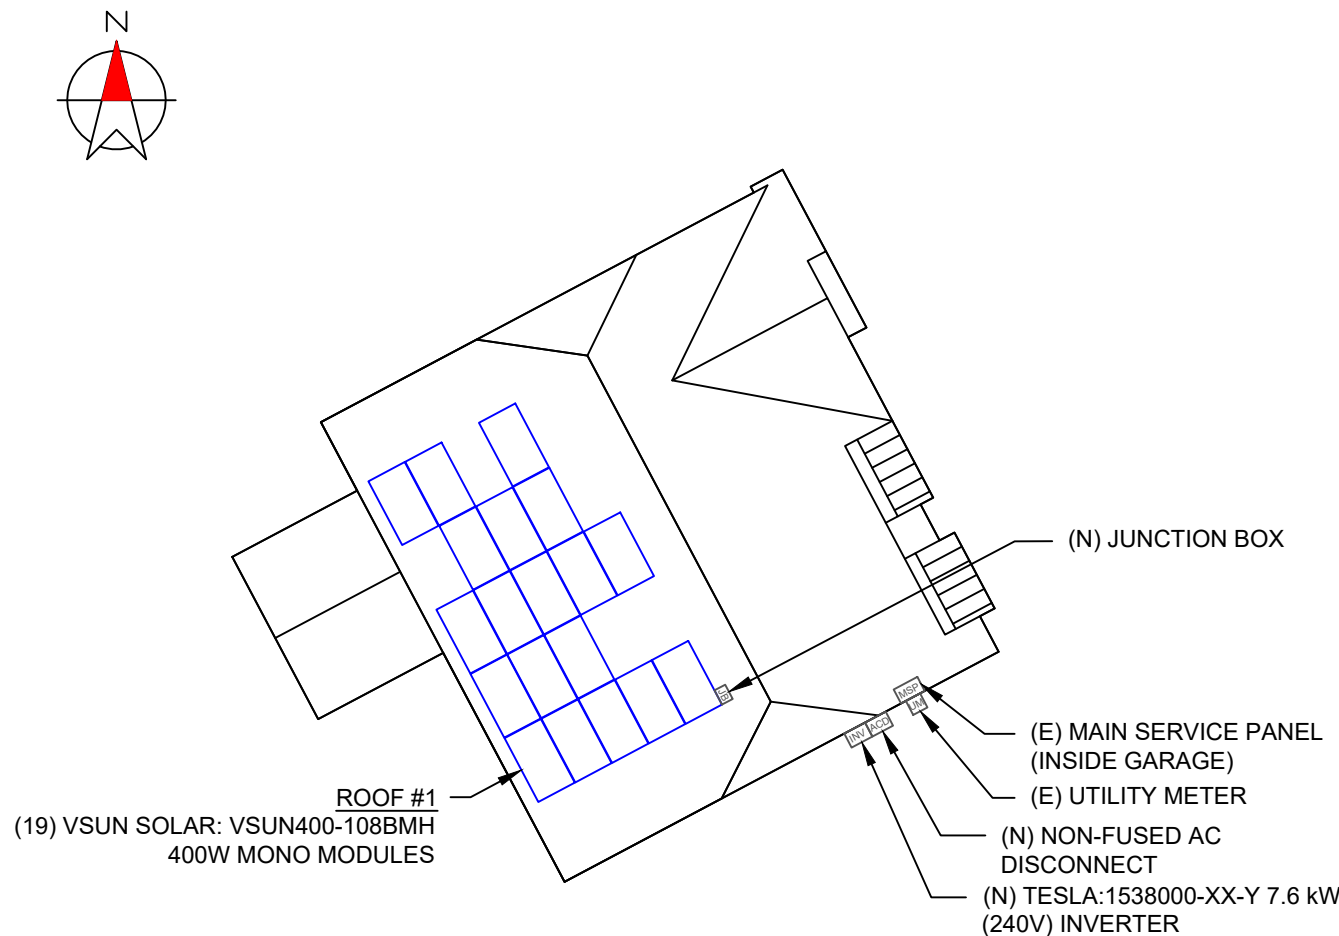 N
(N) JUNCTION BOX
JB
MSP
UM
ACD
INV
(E) MAIN SERVICE PANEL
(INSIDE GARAGE)
(E) UTILITY METER
(N) NON-FUSED AC
DISCONNECT
(N) TESLA:1538000-XX-Y 7.6 kW
(240V) INVERTER
ROOF #1
(19) VSUN SOLAR: VSUN400-108BMH
400W MONO MODULES